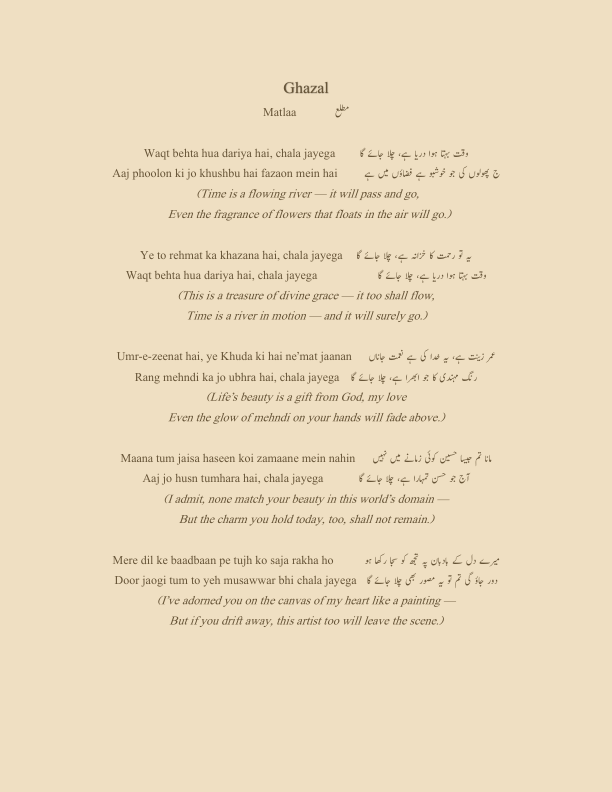 Ghazal
Matlaa مطلع
Waqt behta hua dariya hai, chala jayega وقت بہتا ہوا دریا ہے، چلا جائے گا
Aaj phoolon ki jo khushbu hai fazaon mein hai ج پھولوں کی جو خوشبو ہے فضاؤں میں ہے
(Time is a flowing river — it will pass and go,
Even the fragrance of flowers that floats in the air will go.)
Ye to rehmat ka khazana hai, chala jayega یہ تو رحمت کا خزانہ ہے، چلا جائے گا
Waqt behta hua dariya hai, chala jayega وقت بہتا ہوا دریا ہے، چلا جائے گا
(This is a treasure of divine grace — it too shall flow,
Time is a river in motion — and it will surely go.)
Umr-e-zeenat hai, ye Khuda ki hai ne'mat jaanan عمر زینت ہے، یہ خدا کی ہے نعمت جاناں
Rang mehndi ka jo ubhra hai, chala jayega رنگ مہندی کا جو ابھرا ہے، چلا جائے گا
(Life's beauty is a gift from God, my love
Even the glow of mehndi on your hands will fade above.)
Maana tum jaisa haseen koi zamaane mein nahin مانا تم جیسا حسین کوئی زمانے میں نہیں
Aaj jo husn tumhara hai, chala jayega آج جو حسن تمہارا ہے، چلا جائے گا
(I admit, none match your beauty in this world's domain —
But the charm you hold today, too, shall not remain.)
Mere dil ke baadbaan pe tujh ko saja rakha ho میرے دل کے بادبان پہ تجھ کو سجا رکھا ہو
Door jaogi tum to yeh musawwar bhi chala jayega دور جاؤ گی تم تو یہ مصور بھی چلا جائے گا
(I've adorned you on the canvas of my heart like a painting —
But if you drift away, this artist too will leave the scene.)